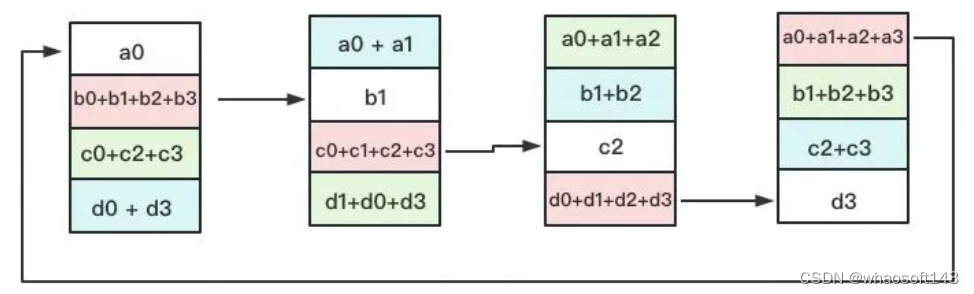 a0
b0+b1+b2+b3
c0+c2+c3
d0 + d3
a0 + a1
b1
c0+c1+c2+c3
d1+d0+d3
a0+a1+a2
b1+b2
c2
d0+d1+d2+d3
a0+a1+a2+a3
b1+b2+b3
c2+c3
d3
CSDN @whaosoft143